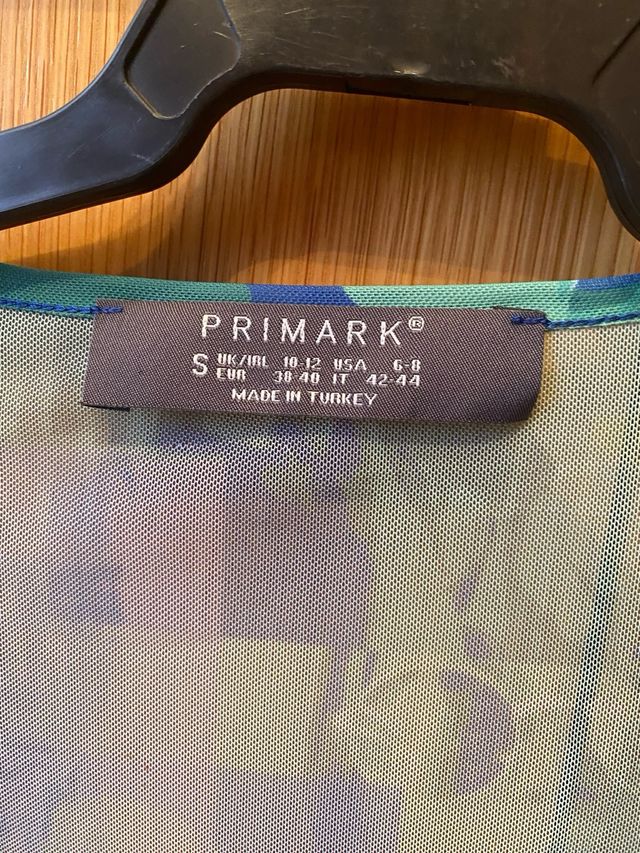 PRIMARK®
S UK/IRL 10-12 USA 6-8
EUR 38-40 IT 42-44
MADE IN TURKEY